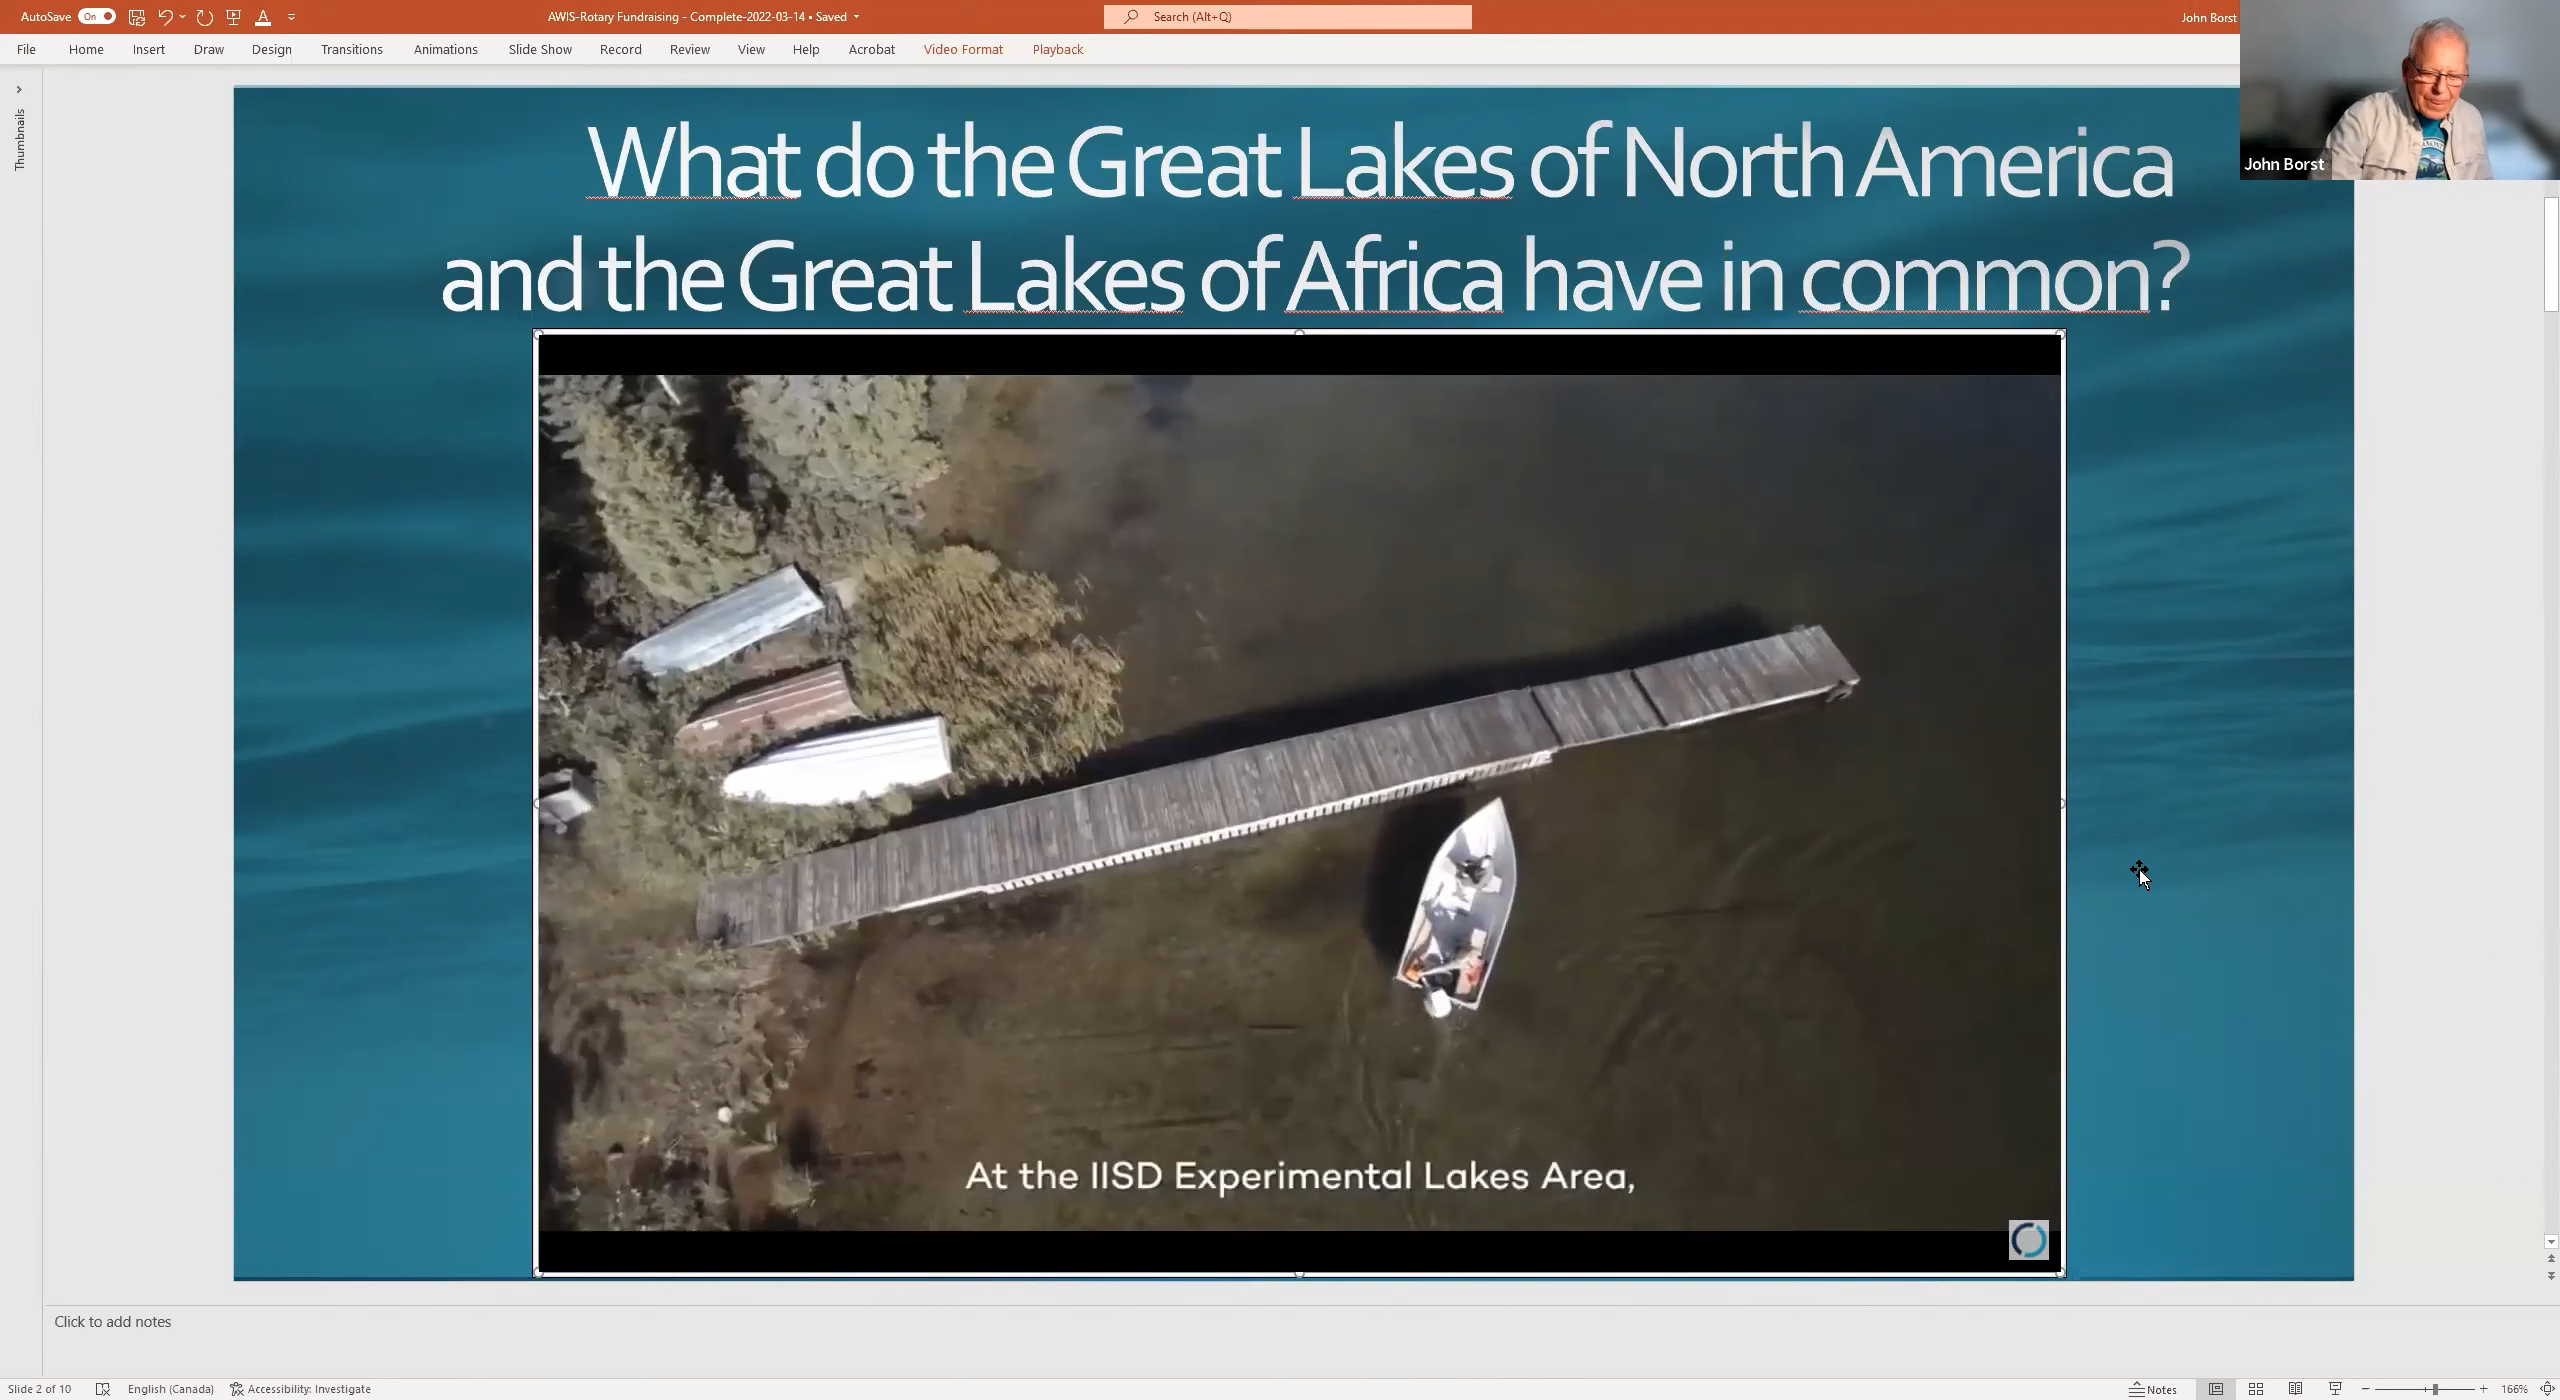 AutoSave On
AWIS-Rotary Fundraising - Complete-2022-03-14 • Saved
Search (Alt+Q)
John Borst
File Home Insert Draw Design Transitions Animations Slide Show Record Review View Help Acrobat Video Format Playback
Thumbnails
John Borst
What do the Great Lakes of North America
and the Great Lakes of Africa have in common?
At the IISD Experimental Lakes Area,
Click to add notes
Slide 2 of 10 English (Canada) Accessibility: Investigate Notes 166%